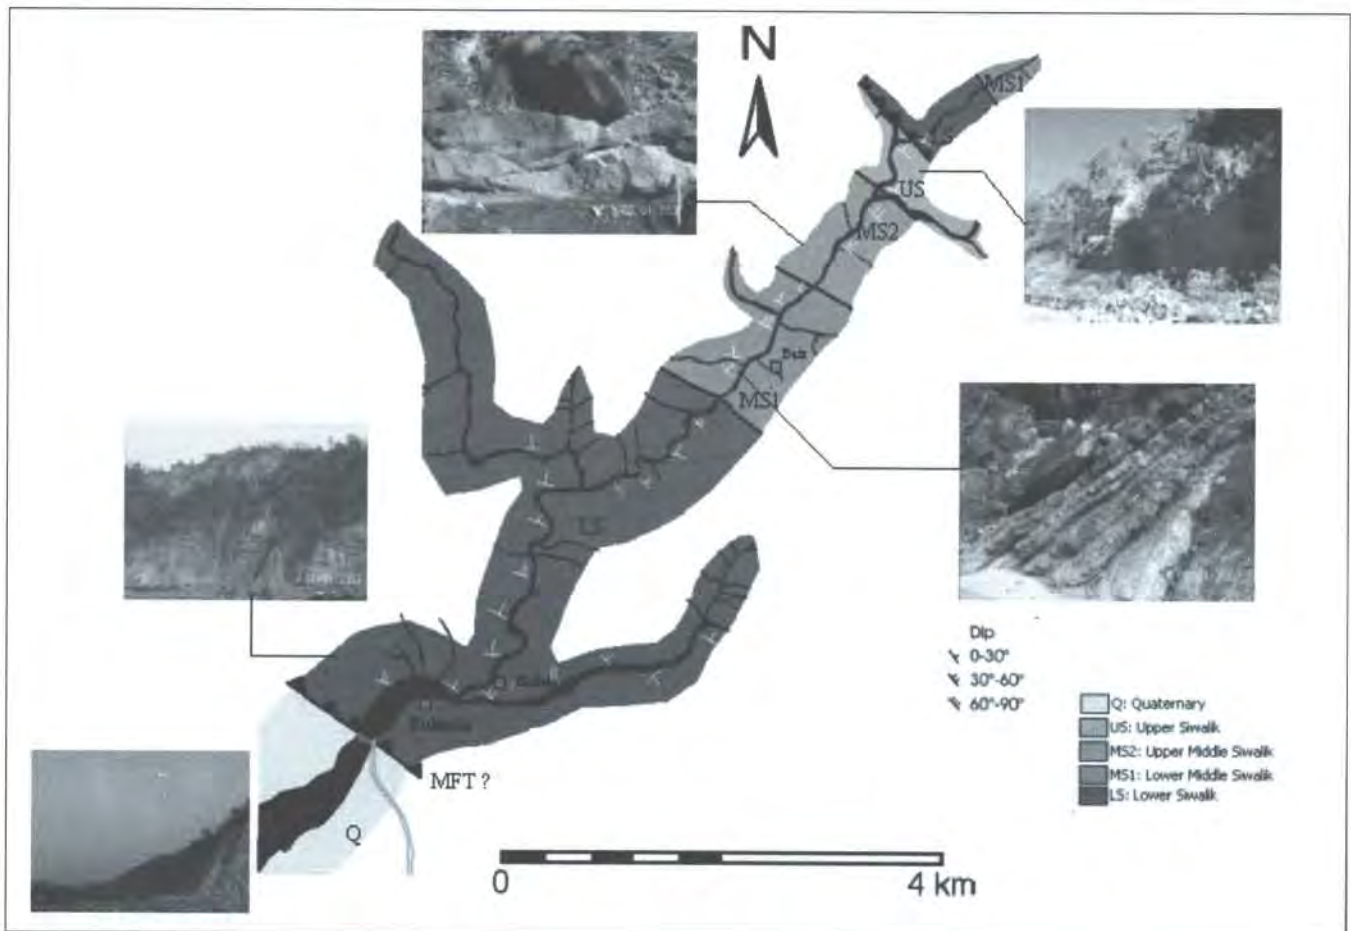 N
MS1
US
MS2
MS1
LS
MFT ?
Q
0
4 km
Dip
0-30°
30°-60°
60°-90°
Q: Quaternary
US: Upper Siwalik
MS2: Upper Middle Siwalik
MS1: Lower Middle Siwalik
LS: Lower Siwalik